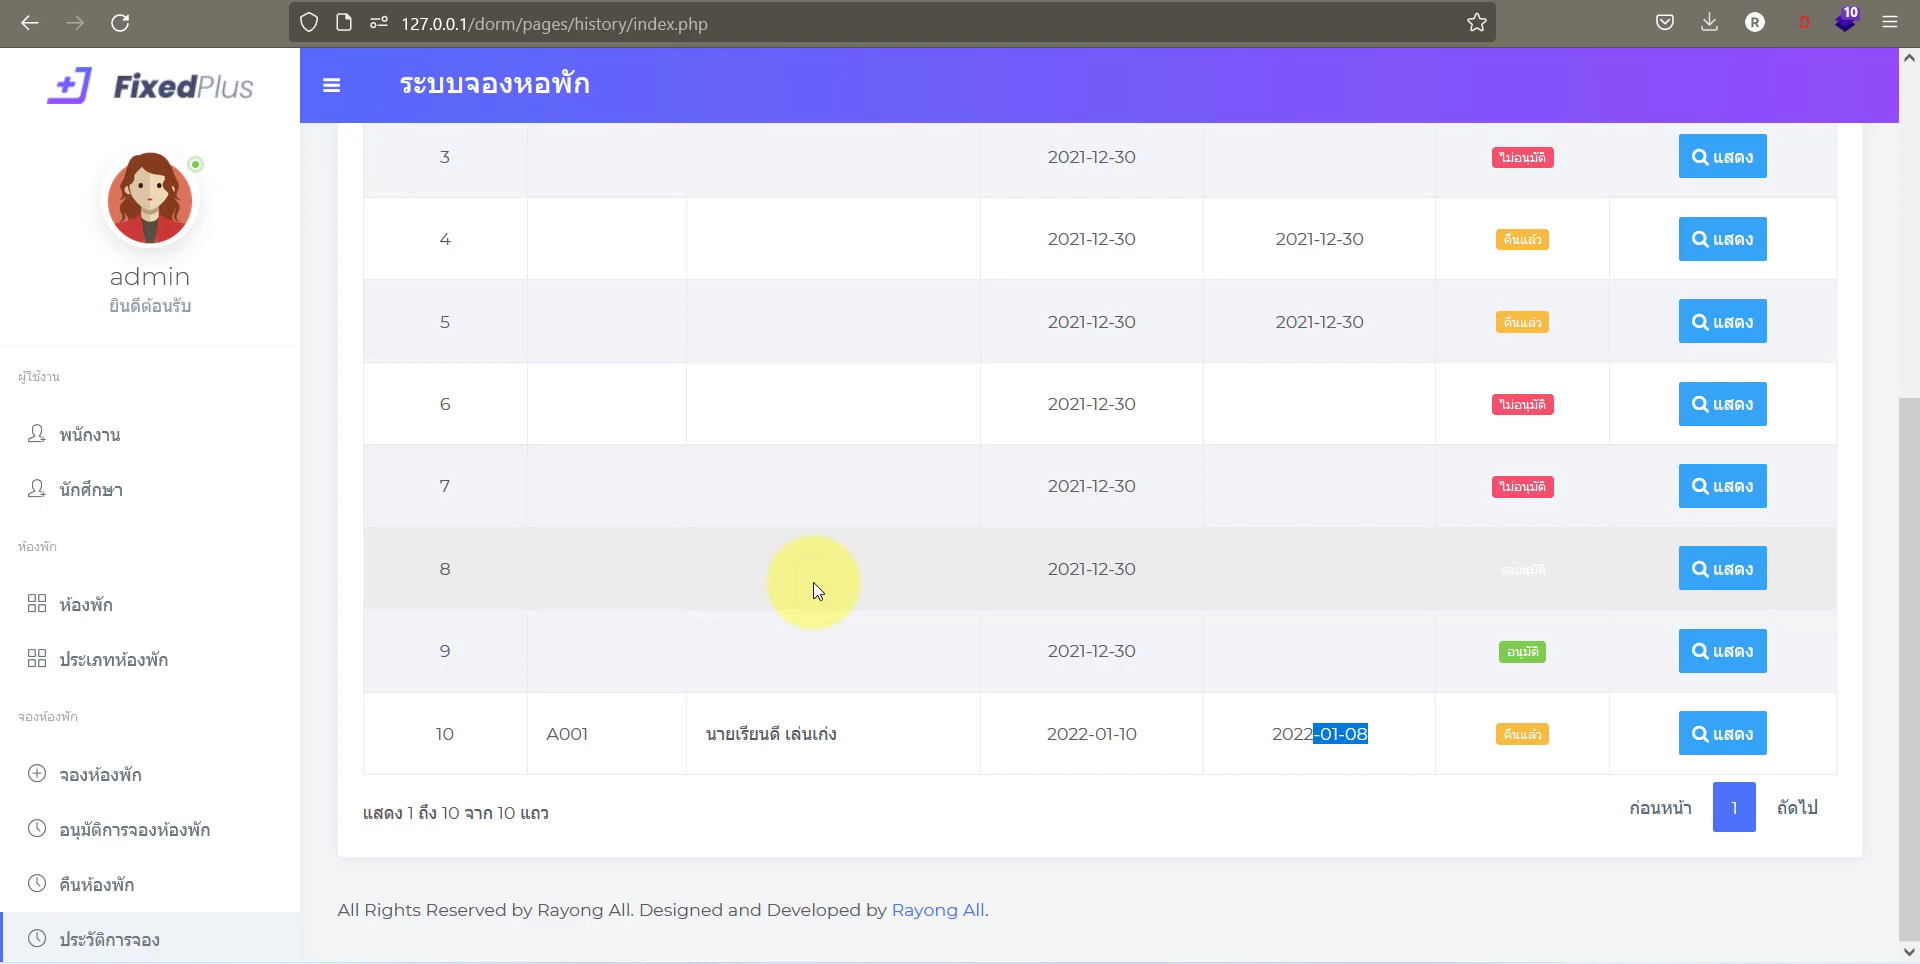 127.0.0.1/dorm/pages/history/index.php
R
D
10
FixedPlus
ระบบจองหอพัก
admin
ยินดีต้อนรับ
ผู้ใช้งาน
พนักงาน
นักศึกษา
ห้องพัก
ห้องพัก
ประเภทห้องพัก
จองห้องพัก
จองห้องพัก
อนุมัติการจองห้องพัก
คืนห้องพัก
ประวัติการจอง
3 2021-12-30 ไม่อนุมัติ แสดง
4 2021-12-30 2021-12-30 คืนแล้ว แสดง
5 2021-12-30 2021-12-30 คืนแล้ว แสดง
6 2021-12-30 ไม่อนุมัติ แสดง
7 2021-12-30 ไม่อนุมัติ แสดง
8 2021-12-30 รออนุมัติ แสดง
9 2021-12-30 อนุมัติ แสดง
10 A001 นายเรียนดี เล่นเก่ง 2022-01-10 2022-01-08 คืนแล้ว แสดง
แสดง 1 ถึง 10 จาก 10 แถว
ก่อนหน้า 1 ถัดไป
All Rights Reserved by Rayong All. Designed and Developed by Rayong All.